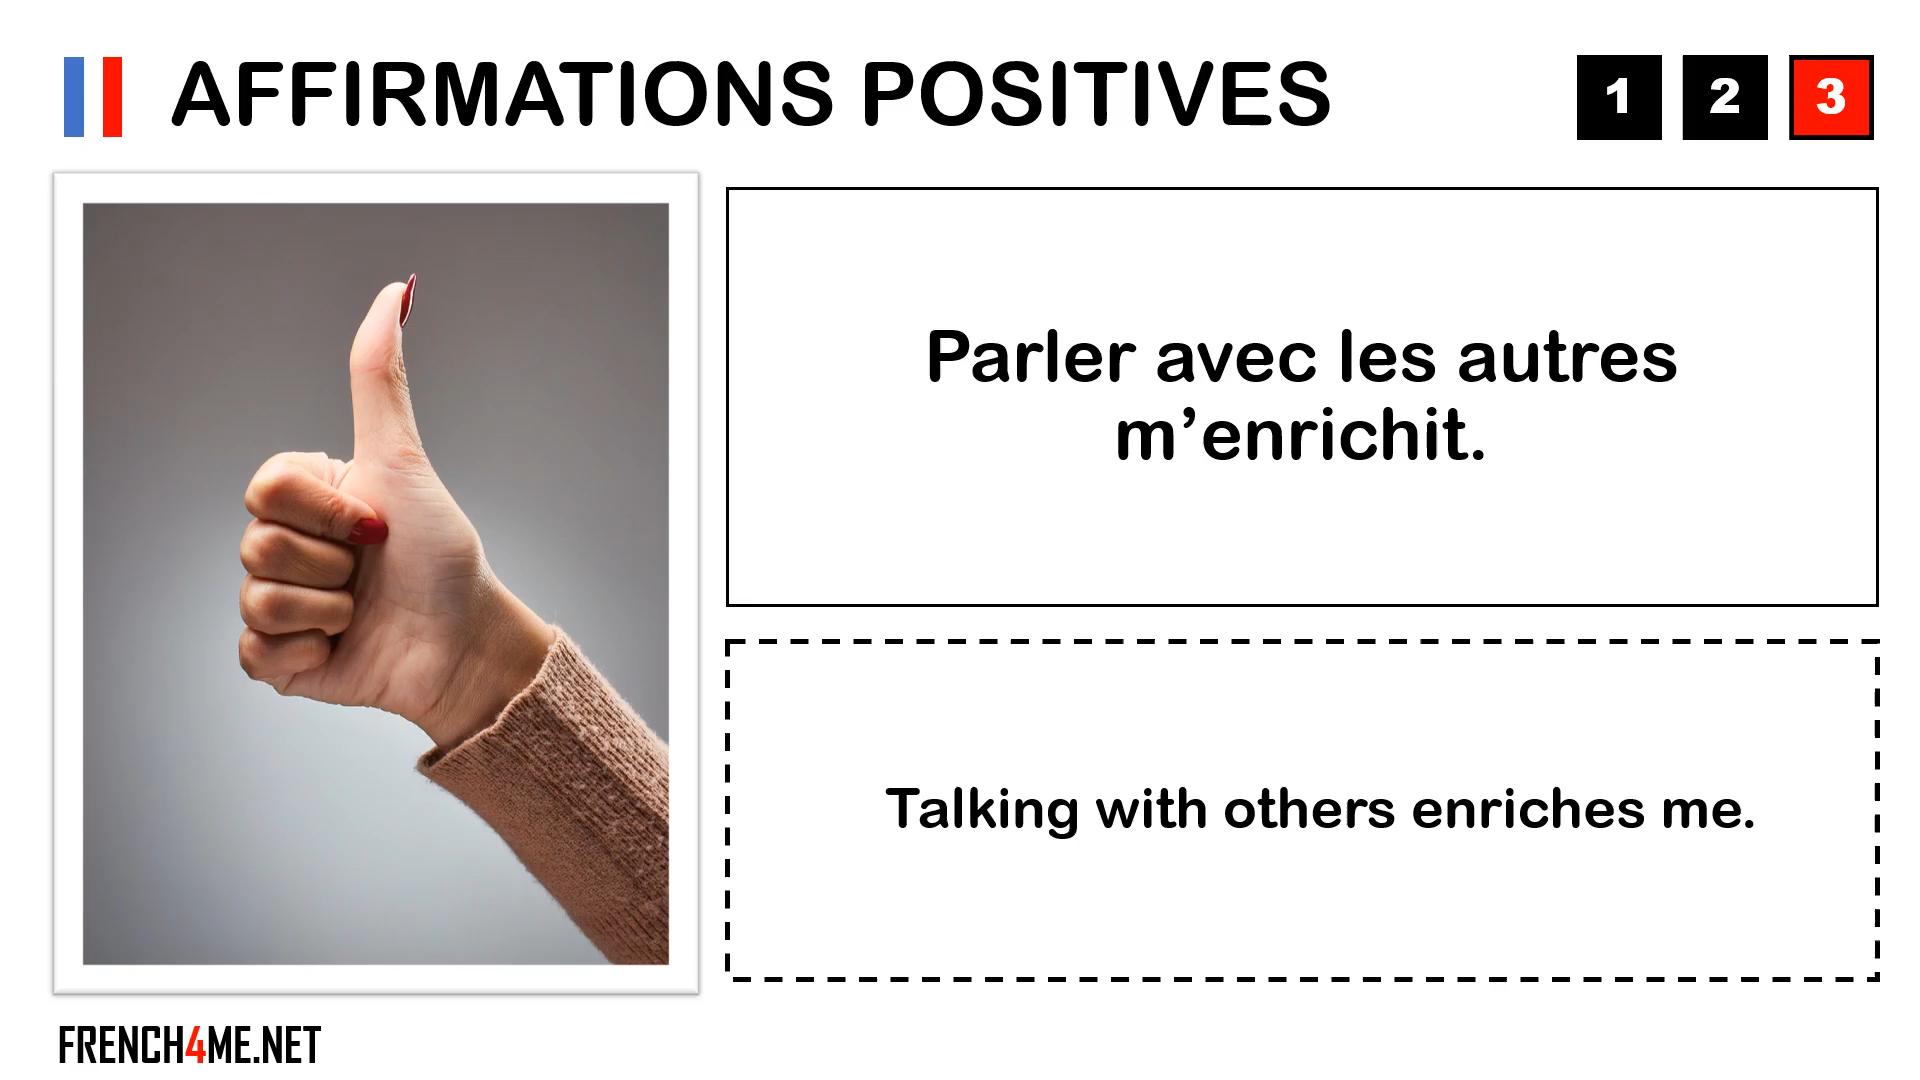 AFFIRMATIONS POSITIVES
1 2 3
Parler avec les autres
m’enrichit.
Talking with others enriches me.
FRENCH4ME.NET